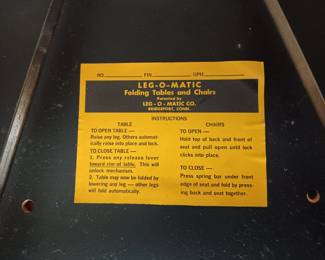 NO. FIN. UPH.
LEG-O-MATIC
Folding Tables and Chairs
Patented by
LEG-O-MATIC CO.
BRIDGEPORT, CONN.
INSTRUCTIONS
TABLE
TO OPEN TABLE —
Raise any leg. Others automat-
ically raise into place and lock.
TO CLOSE TABLE —
1. Press any release lever
toward rim of table. This will
unlock mechanism.
2. Table may now be folded by
lowering any leg — other legs
will fold automatically.
CHAIRS
TO OPEN —
Hold top of back and front of
seat and pull open until lock
clicks into place.
TO CLOSE —
Press spring bar under front
edge of seat and fold by press-
ing back and seat together.